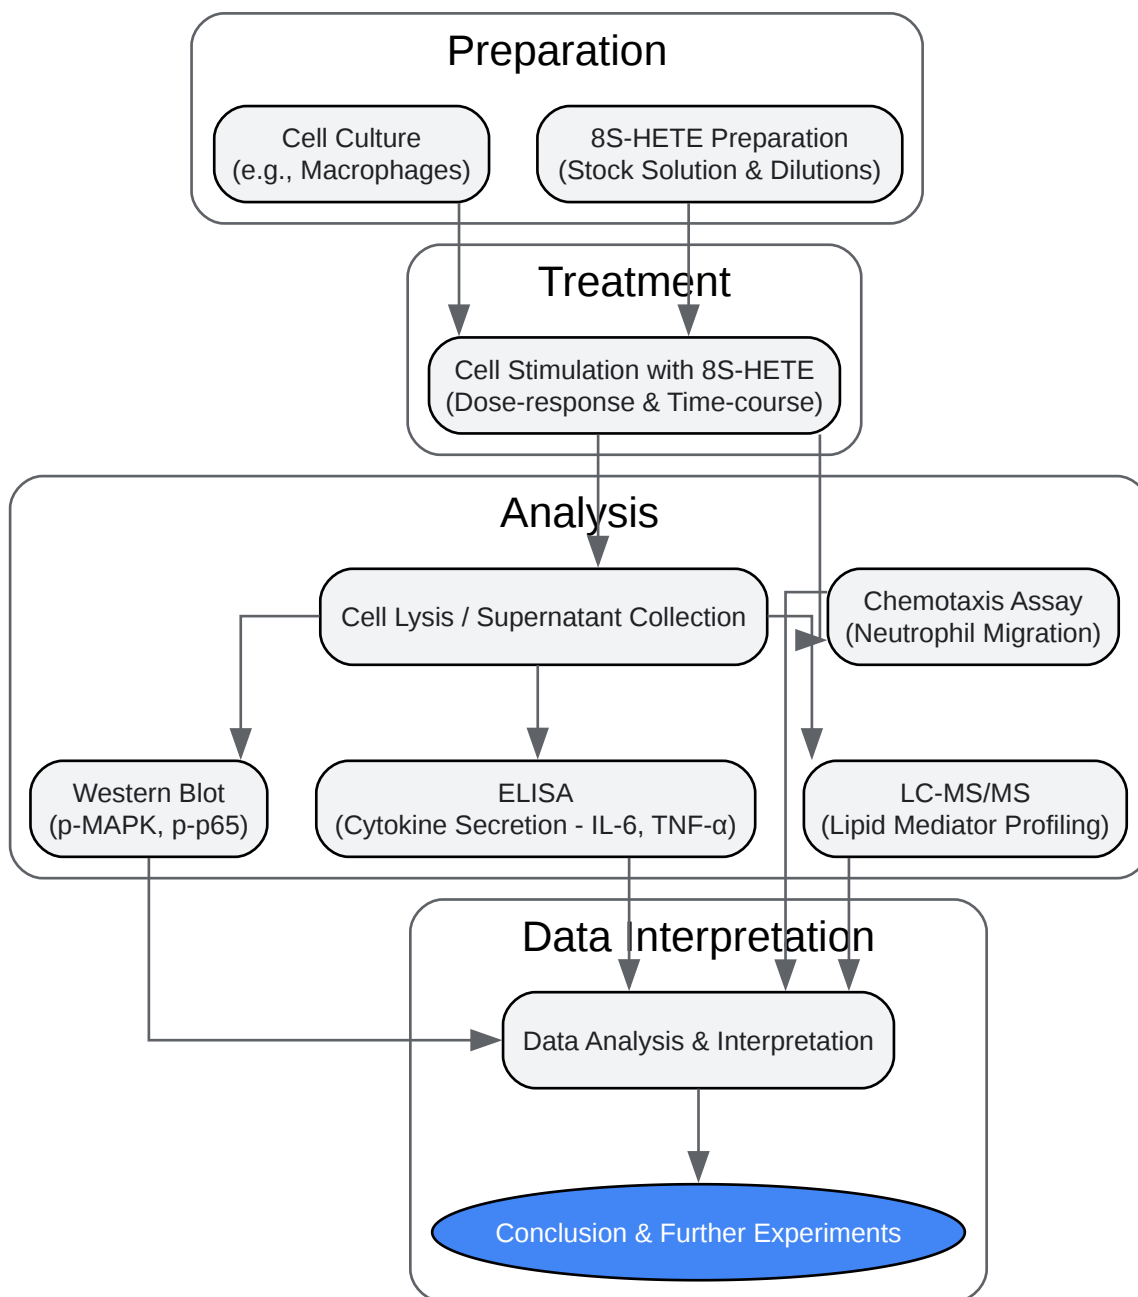 Preparation
Cell Culture
(e.g., Macrophages)
8S-HETE Preparation
(Stock Solution & Dilutions)
Treatment
Cell Stimulation with 8S-HETE
(Dose-response & Time-course)
Analysis
Cell Lysis / Supernatant Collection
Chemotaxis Assay
(Neutrophil Migration)
Western Blot
(p-MAPK, p-p65)
ELISA
(Cytokine Secretion - IL-6, TNF-α)
LC-MS/MS
(Lipid Mediator Profiling)
Data Interpretation
Data Analysis & Interpretation
Conclusion & Further Experiments